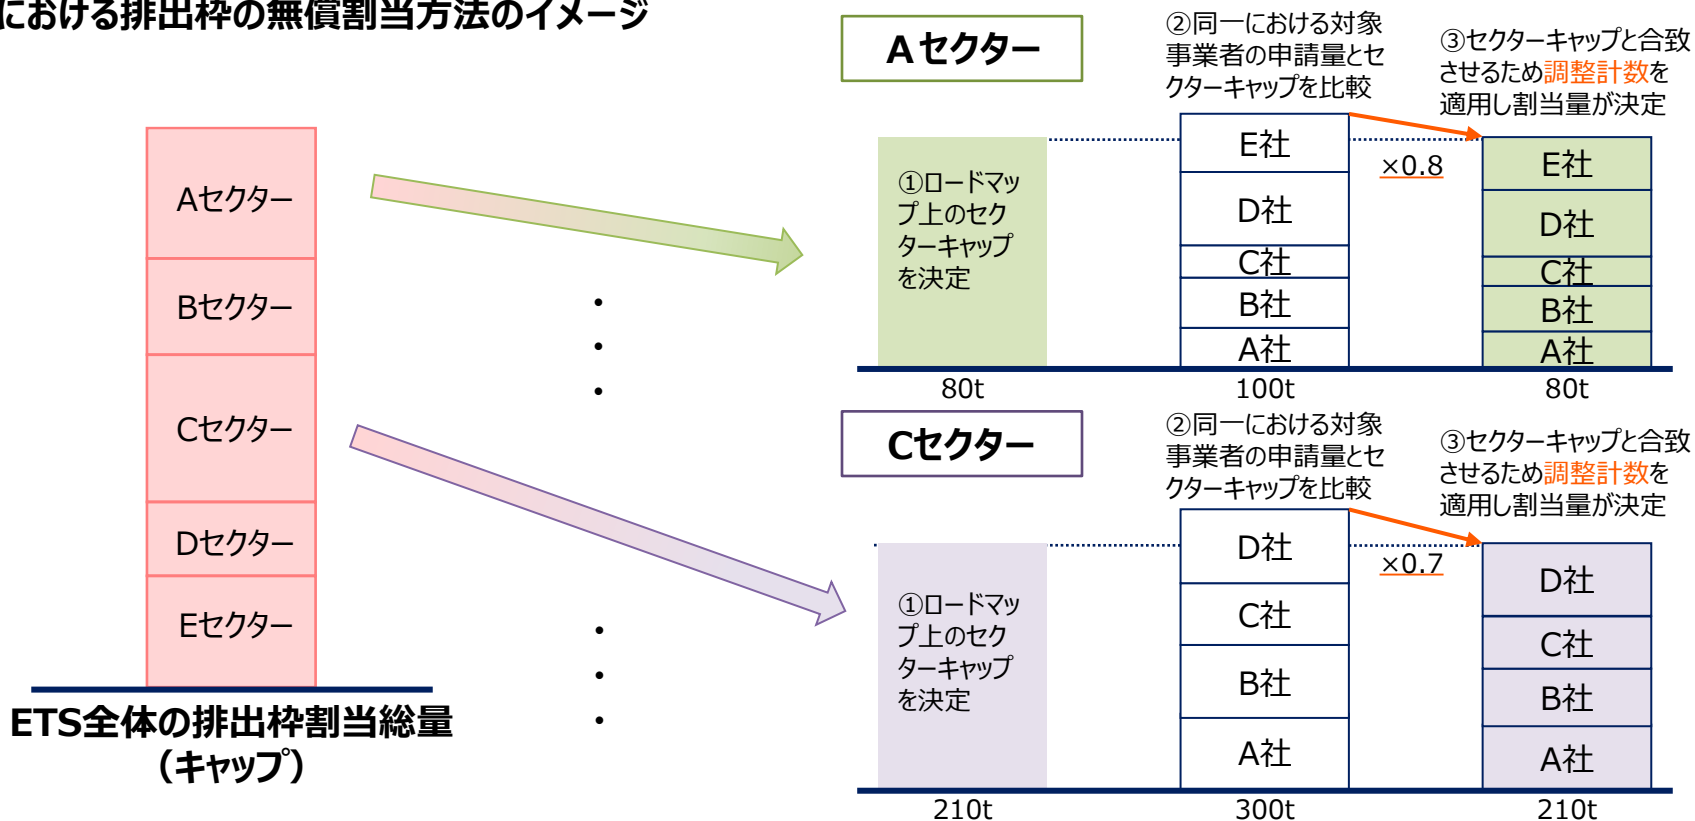 における排出枠の無償割当方法のイメージ
Aセクター
Bセクター
Cセクター
Dセクター
Eセクター
ETS全体の排出枠割当総量
（キャップ）
・
・
・
・
・
・
Aセクター
①ロードマッ
プ上のセク
ターキャップ
を決定
80t
②同一における対象
事業者の申請量とセ
クターキャップを比較
E社
D社
C社
B社
A社
100t
×0.8
③セクターキャップと合致
させるため調整計数を
適用し割当量が決定
E社
D社
C社
B社
A社
80t
Cセクター
①ロードマッ
プ上のセク
ターキャップ
を決定
210t
②同一における対象
事業者の申請量とセ
クターキャップを比較
D社
C社
B社
A社
300t
×0.7
③セクターキャップと合致
させるため調整計数を
適用し割当量が決定
D社
C社
B社
A社
210t